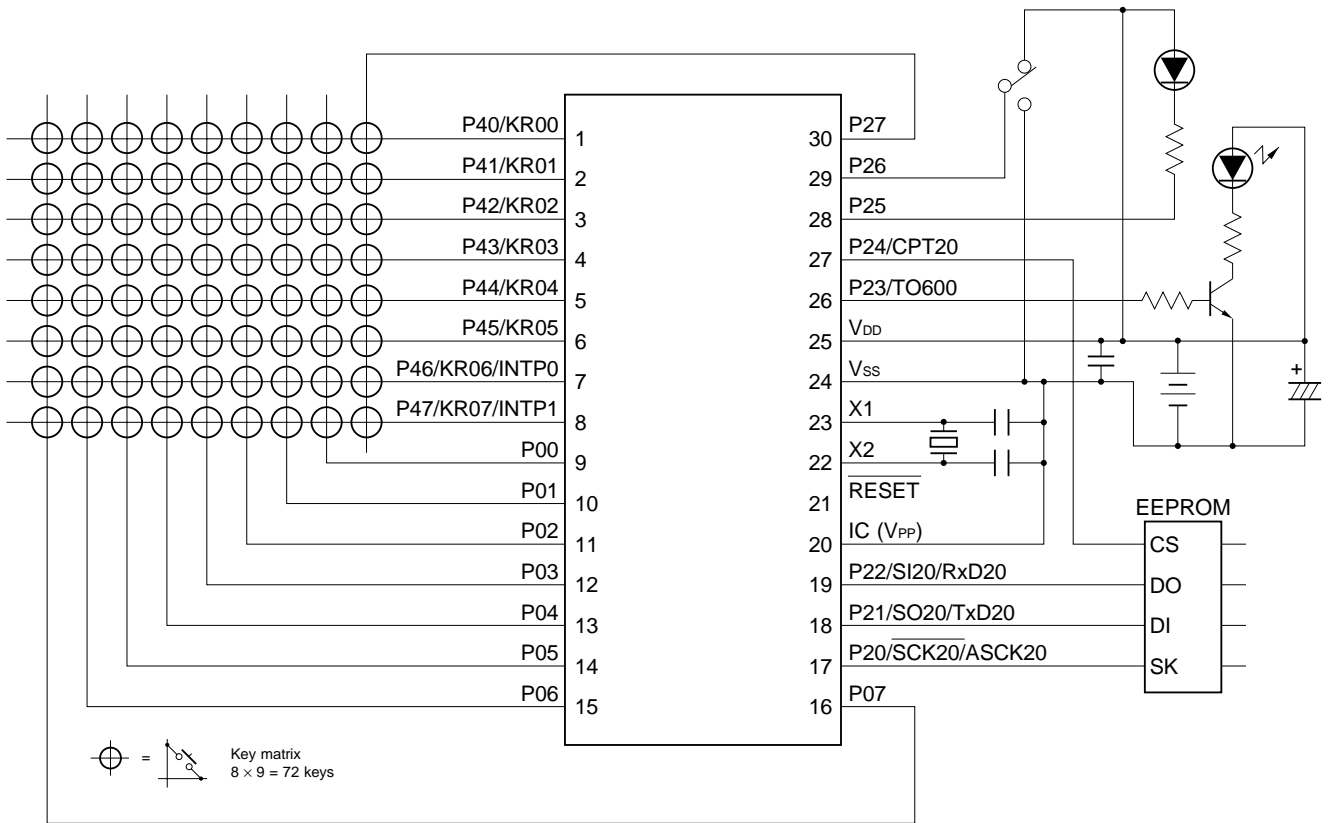 P40/KR00 1 30 P27
P41/KR01 2 29 P26
P42/KR02 3 28 P25
P43/KR03 4 27 P24/CPT20
P44/KR04 5 26 P23/TO600
P45/KR05 6 25 VDD
P46/KR06/INTP0 7 24 VSS
P47/KR07/INTP1 8 23 X1
P00 9 22 X2
P01 10 21 RESET
P02 11 20 IC (VPP)
P03 12 19 P22/SI20/RxD20
P04 13 18 P21/SO20/TxD20
P05 14 17 P20/SCK20/ASCK20
P06 15 16 P07
+
EEPROM
CS
DO
DI
SK
=
Key matrix
8 × 9 = 72 keys